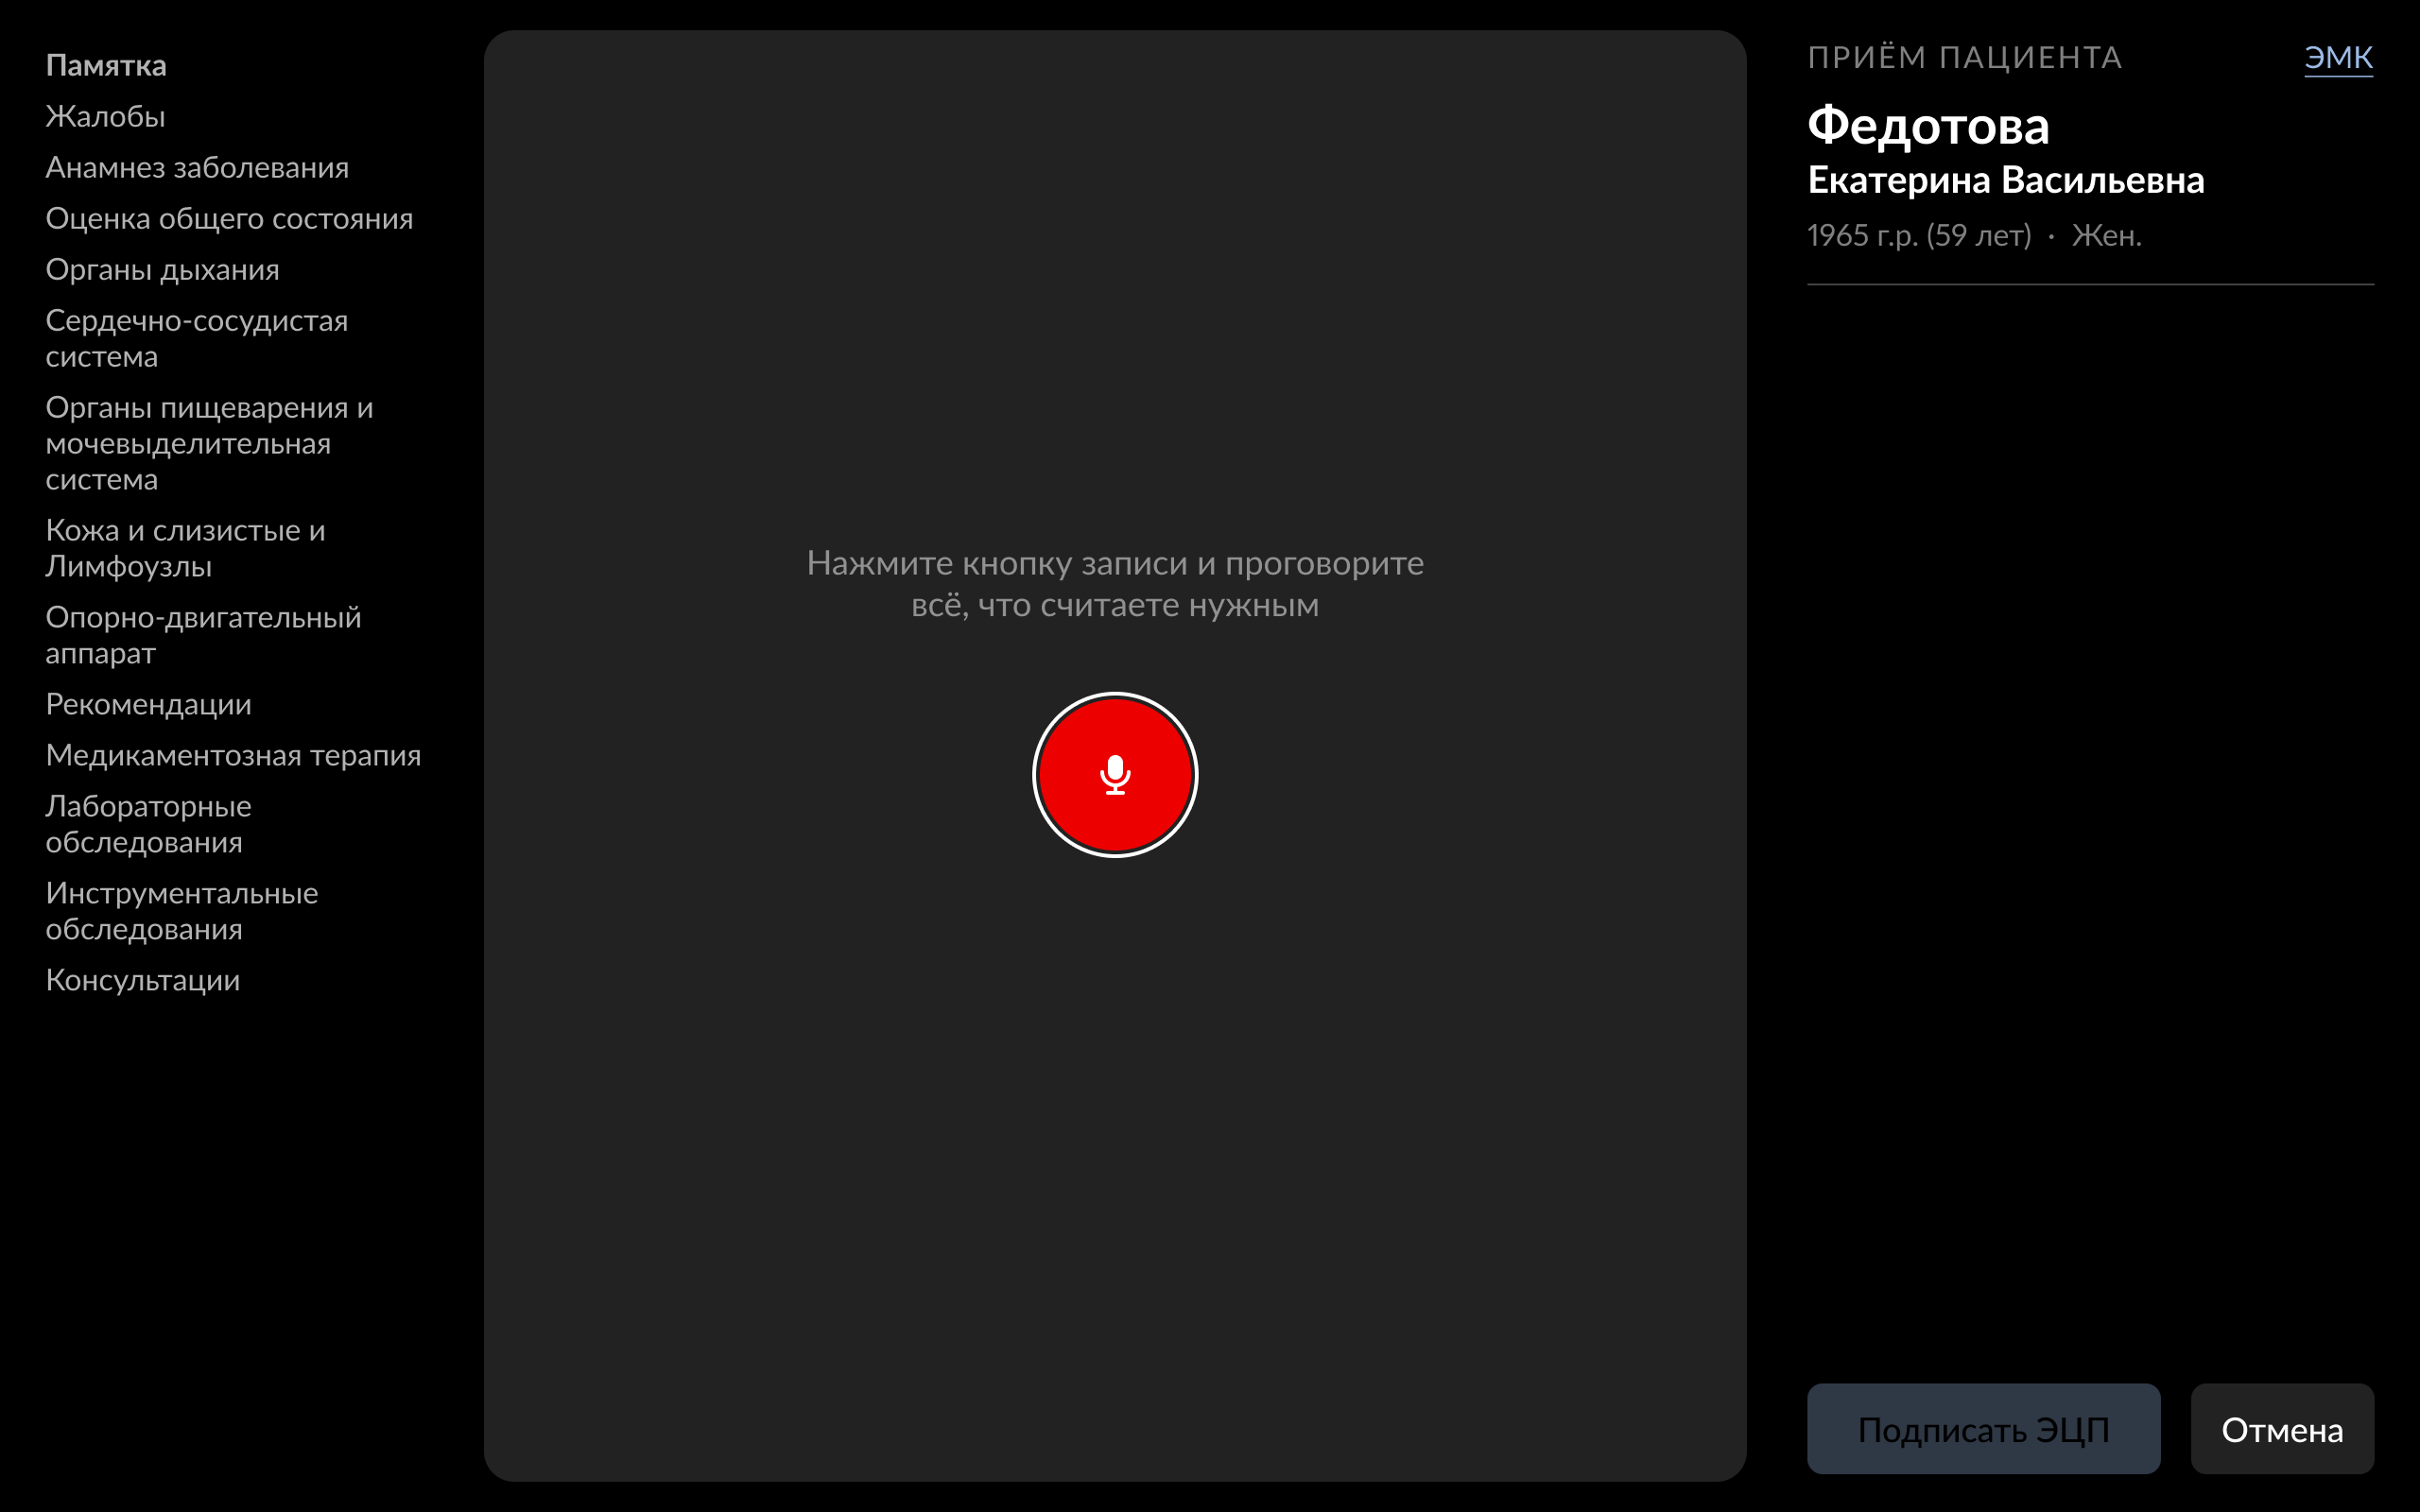 Памятка
Жалобы
Анамнез заболевания
Оценка общего состояния
Органы дыхания
Сердечно-сосудистая
система
Органы пищеварения и
мочевыделительная
система
Кожа и слизистые и
Лимфоузлы
Опорно-двигательный
аппарат
Рекомендации
Медикаментозная терапия
Лабораторные
обследования
Инструментальные
обследования
Консультации
Нажмите кнопку записи и проговорите
всё, что считаете нужным
ПРИЁМ ПАЦИЕНТА ЭМК
Федотова
Екатерина Васильевна
1965 г.р. (59 лет) · Жен.
Подписать ЭЦП Отмена